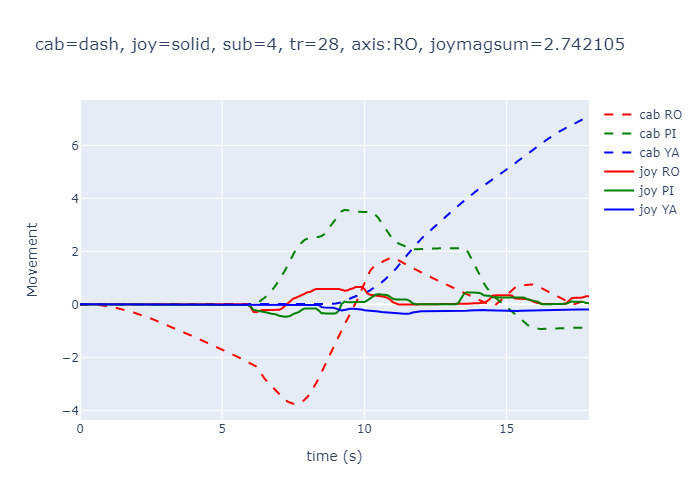 cab=dash, joy=solid, sub=4, tr=28, axis:RO, joymagsum=2.742105
cab RO
cab PI
cab YA
joy RO
joy PI
joy YA
Movement
6
4
2
0
−2
−4
0
5
10
15
time (s)